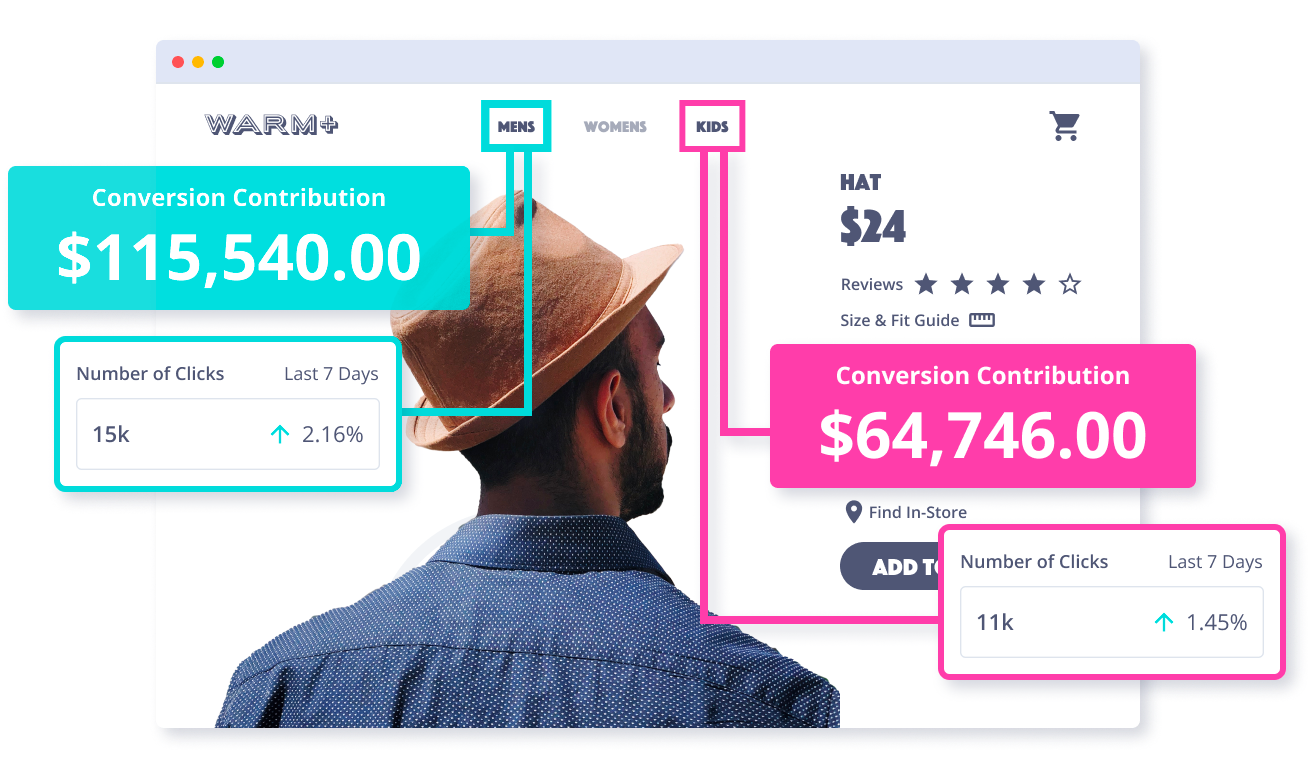 WARM+
MENS WOMENS KIDS
Conversion Contribution
$115,540.00
Number of Clicks Last 7 Days
15k 2.16%
HAT
$24
Reviews
Size & Fit Guide
Conversion Contribution
$64,746.00
Find In-Store
ADD TO
Number of Clicks Last 7 Days
11k 1.45%